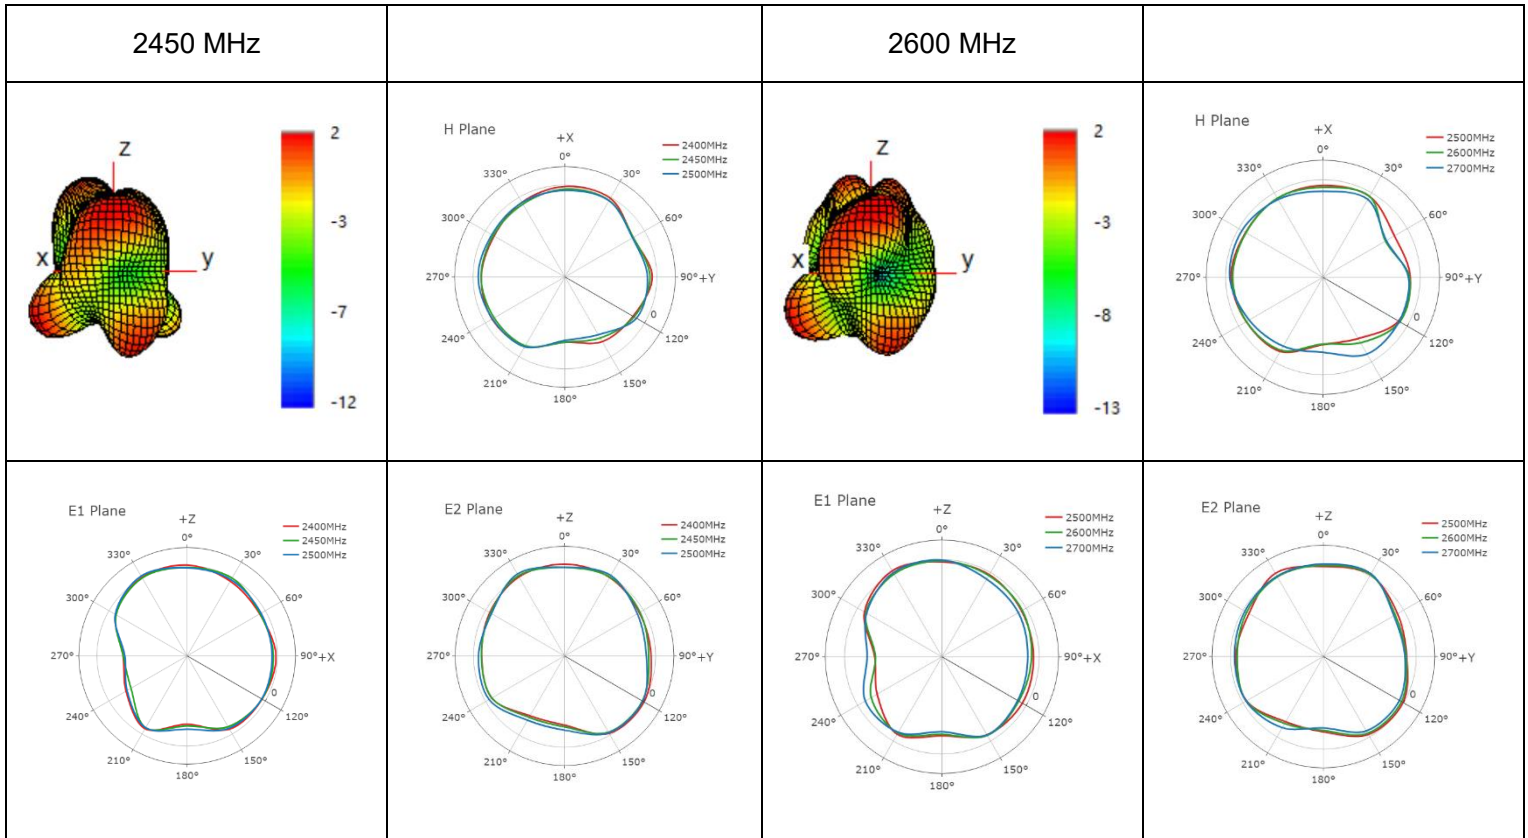 2450 MHz
2600 MHz
Z
X
y
2
-3
-7
-12
H Plane
+X
0°
30°
60°
90°+Y
120°
150°
180°
210°
240°
270°
300°
330°
0
2400MHz
2450MHz
2500MHz
Z
X
y
2
-3
-8
-13
H Plane
+X
0°
30°
60°
90°+Y
120°
150°
180°
210°
240°
270°
300°
330°
0
2500MHz
2600MHz
2700MHz
E1 Plane
+Z
0°
30°
60°
90°+X
120°
150°
180°
210°
240°
270°
300°
330°
0
2400MHz
2450MHz
2500MHz
E2 Plane
+Z
0°
30°
60°
90°+Y
120°
150°
180°
210°
240°
270°
300°
330°
0
2400MHz
2450MHz
2500MHz
E1 Plane
+Z
0°
30°
60°
90°+X
120°
150°
180°
210°
240°
270°
300°
330°
0
2500MHz
2600MHz
2700MHz
E2 Plane
+Z
0°
30°
60°
90°+Y
120°
150°
180°
210°
240°
270°
300°
330°
0
2500MHz
2600MHz
2700MHz